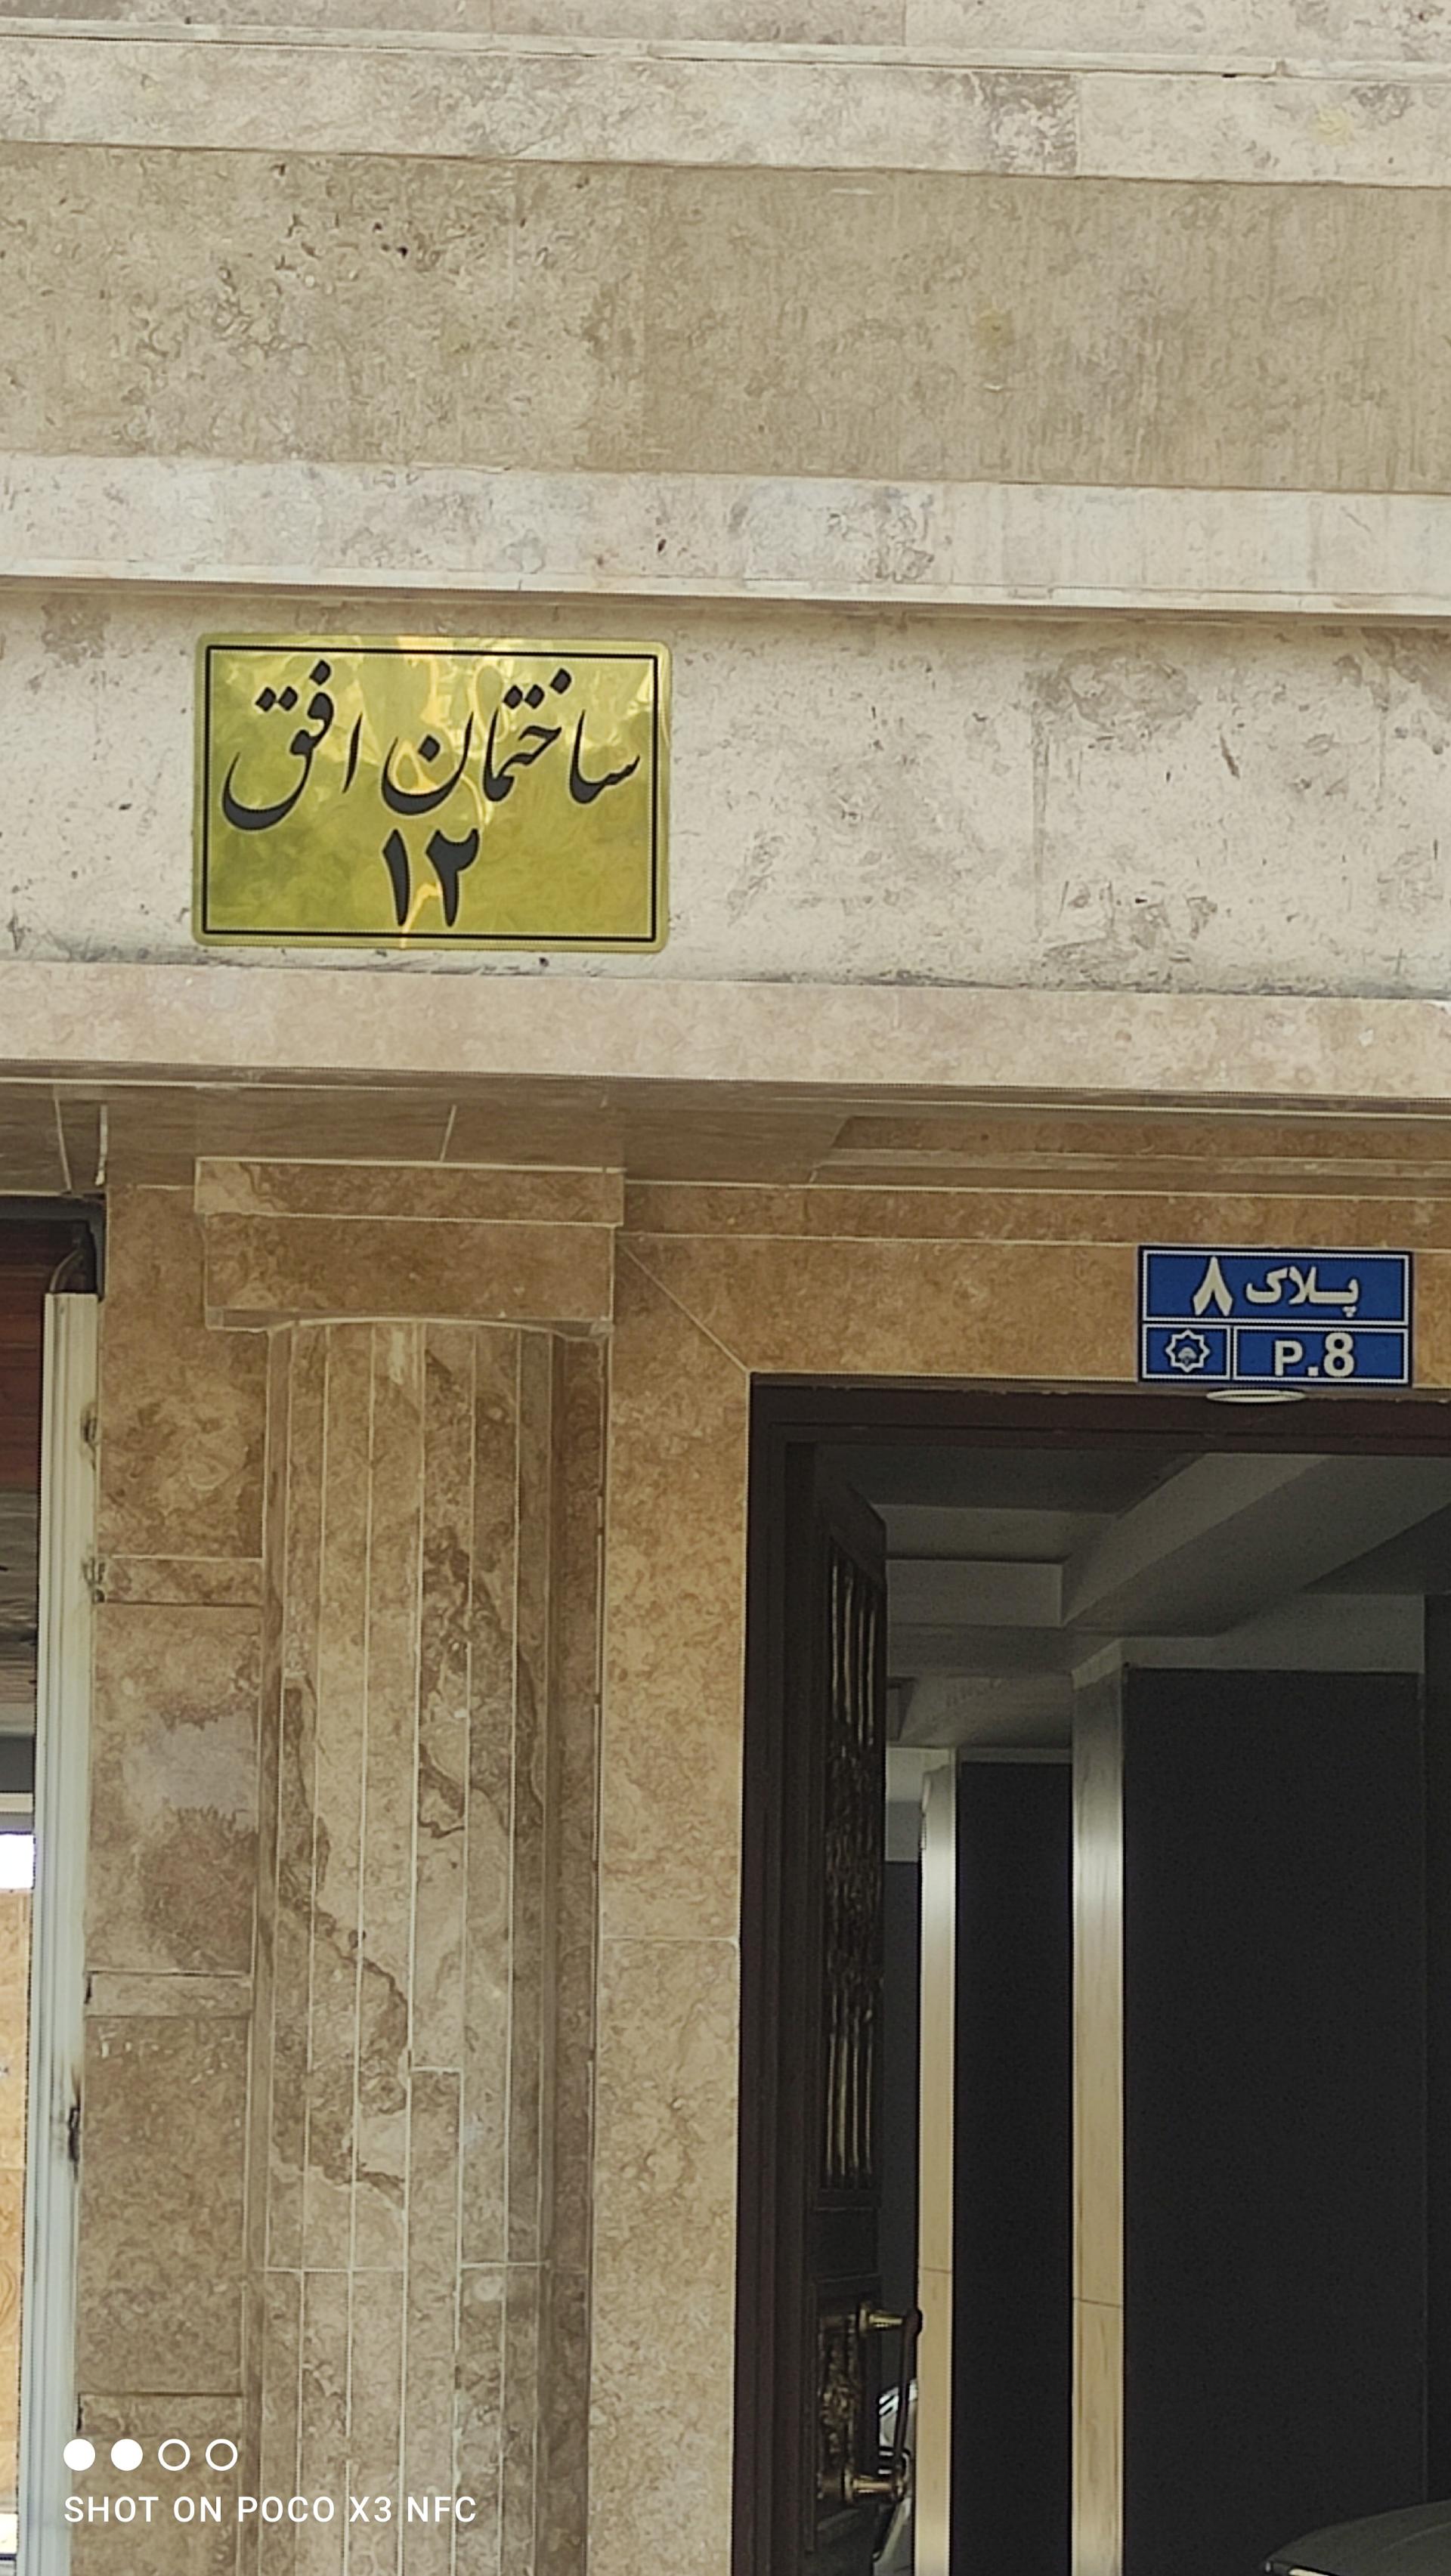 ساختمان افق
۱۲
پلاک ۸
P.8
SHOT ON POCO X3 NFC